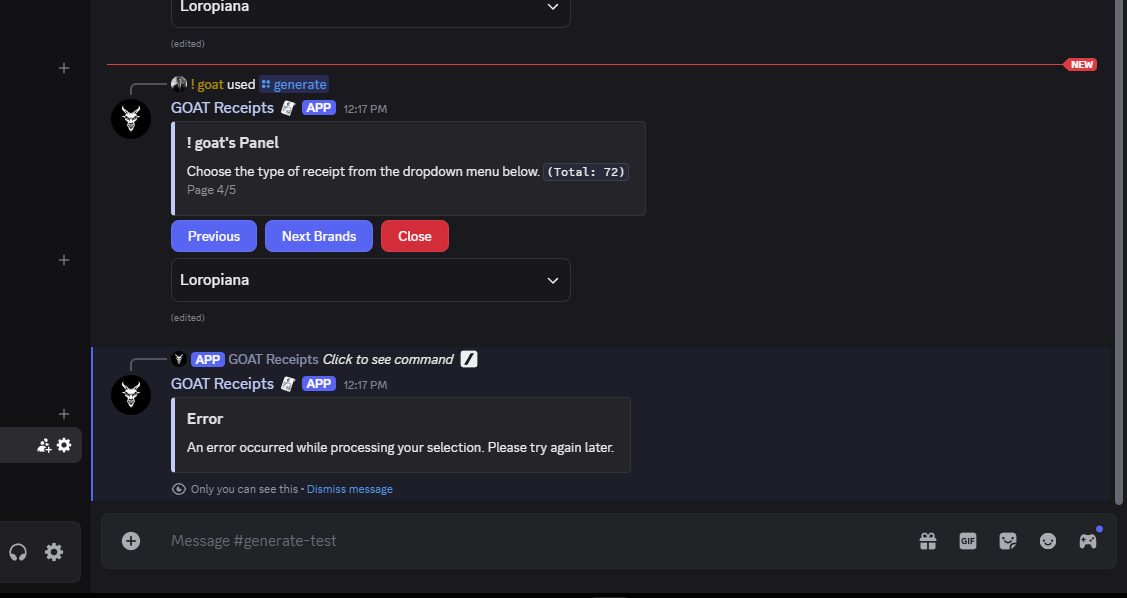 Loropiana
(edited)
NEW
! goat used generate
GOAT Receipts APP 12:17 PM
! goat's Panel
Choose the type of receipt from the dropdown menu below. (Total: 72)
Page 4/5
Previous Next Brands Close
Loropiana
(edited)
APP GOAT Receipts Click to see command
GOAT Receipts APP 12:17 PM
Error
An error occurred while processing your selection. Please try again later.
Only you can see this • Dismiss message
Message #generate-test GIF